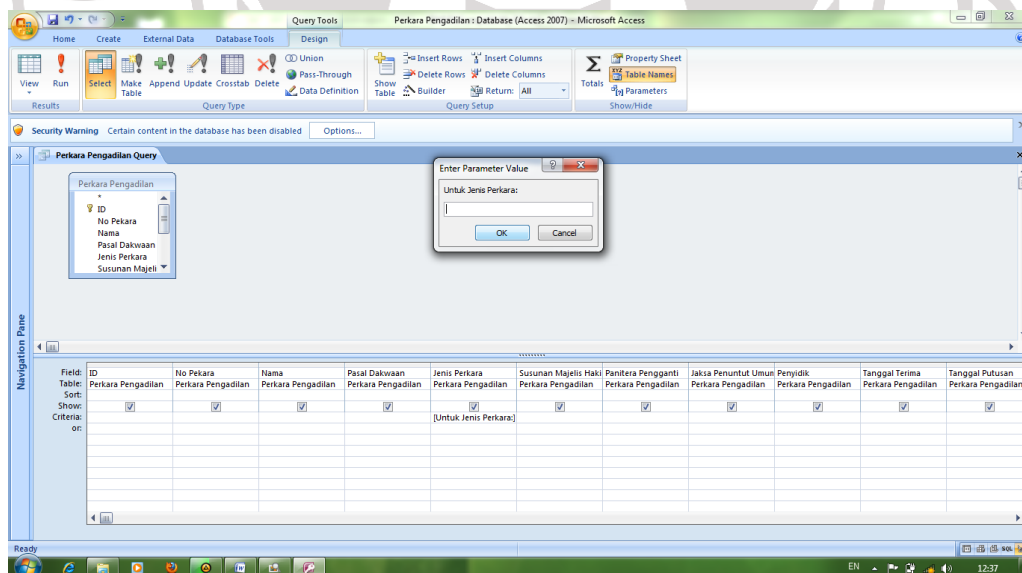 Query Tools
Perkara Pengadilan : Database (Access 2007) - Microsoft Access
Home Create External Data Database Tools Design
View
Run
Select
Make Table
Append
Update
Crosstab
Delete
Union
Pass-Through
Data Definition
Show Table
Insert Rows
Delete Rows
Builder
Insert Columns
Delete Columns
Return: All
Totals
Property Sheet
Table Names
Parameters
Results
Query Type
Query Setup
Show/Hide
Security Warning Certain content in the database has been disabled Options...
»
Perkara Pengadilan Query
Perkara Pengadilan
*
ID
No Pekara
Nama
Pasal Dakwaan
Jenis Perkara
Susunan Majeli
Enter Parameter Value
Untuk Jenis Perkara:
OK Cancel
Navigation Pane
Field: ID No Pekara Nama Pasal Dakwaan Jenis Perkara Susunan Majelis Haki Panitera Pengganti Jaksa Penuntut Umun Penyidik Tanggal Terima Tanggal Putusan
Table: Perkara Pengadilan Perkara Pengadilan Perkara Pengadilan Perkara Pengadilan Perkara Pengadilan Perkara Pengadilan Perkara Pengadilan Perkara Pengadilan Perkara Pengadilan Perkara Pengadilan Perkara Pengadilan
Sort:
Show:
Criteria: [Untuk Jenis Perkara:]
or:
Ready
SQL
EN 12:37